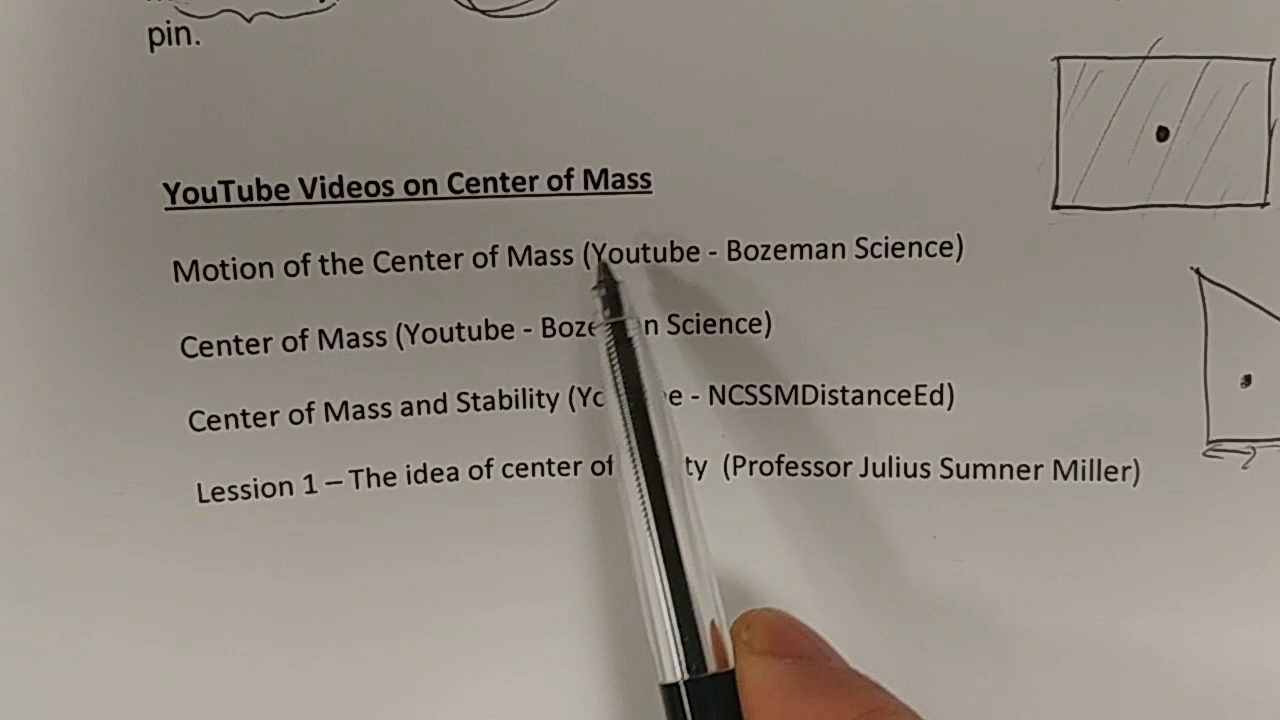 pin.
YouTube Videos on Center of Mass
Motion of the Center of Mass (Youtube - Bozeman Science)
Center of Mass (Youtube - Boze n Science)
Center of Mass and Stability (Yo e - NCSSMDistanceEd)
Lession 1 – The idea of center of ty (Professor Julius Sumner Miller)